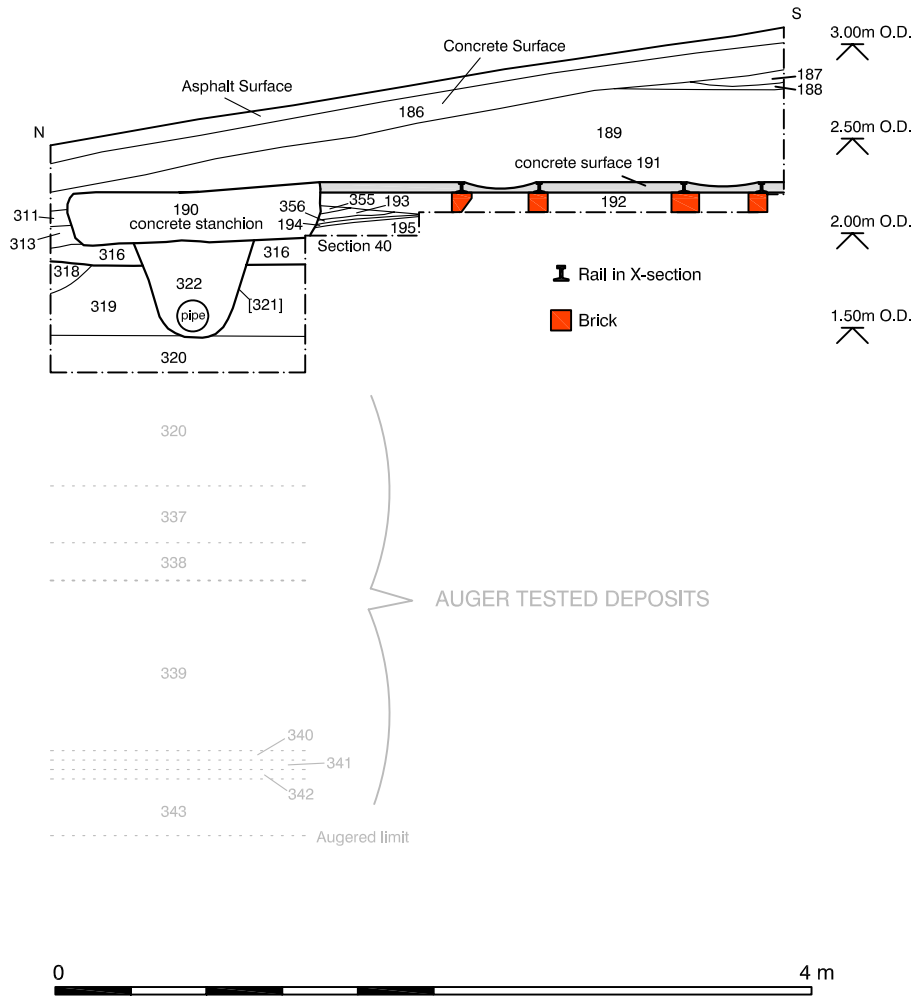 S
3.00m O.D.
Concrete Surface
187
Asphalt Surface
188
186
N
2.50m O.D.
189
concrete surface 191
311
190
356
355
193
192
concrete stanchion
194
195
2.00m O.D.
313
316
316
Section 40
318
322
Rail in X-section
319
[321]
pipe
Brick
1.50m O.D.
320
320
337
338
AUGER TESTED DEPOSITS
339
340
341
342
343
Augered limit
0
4 m